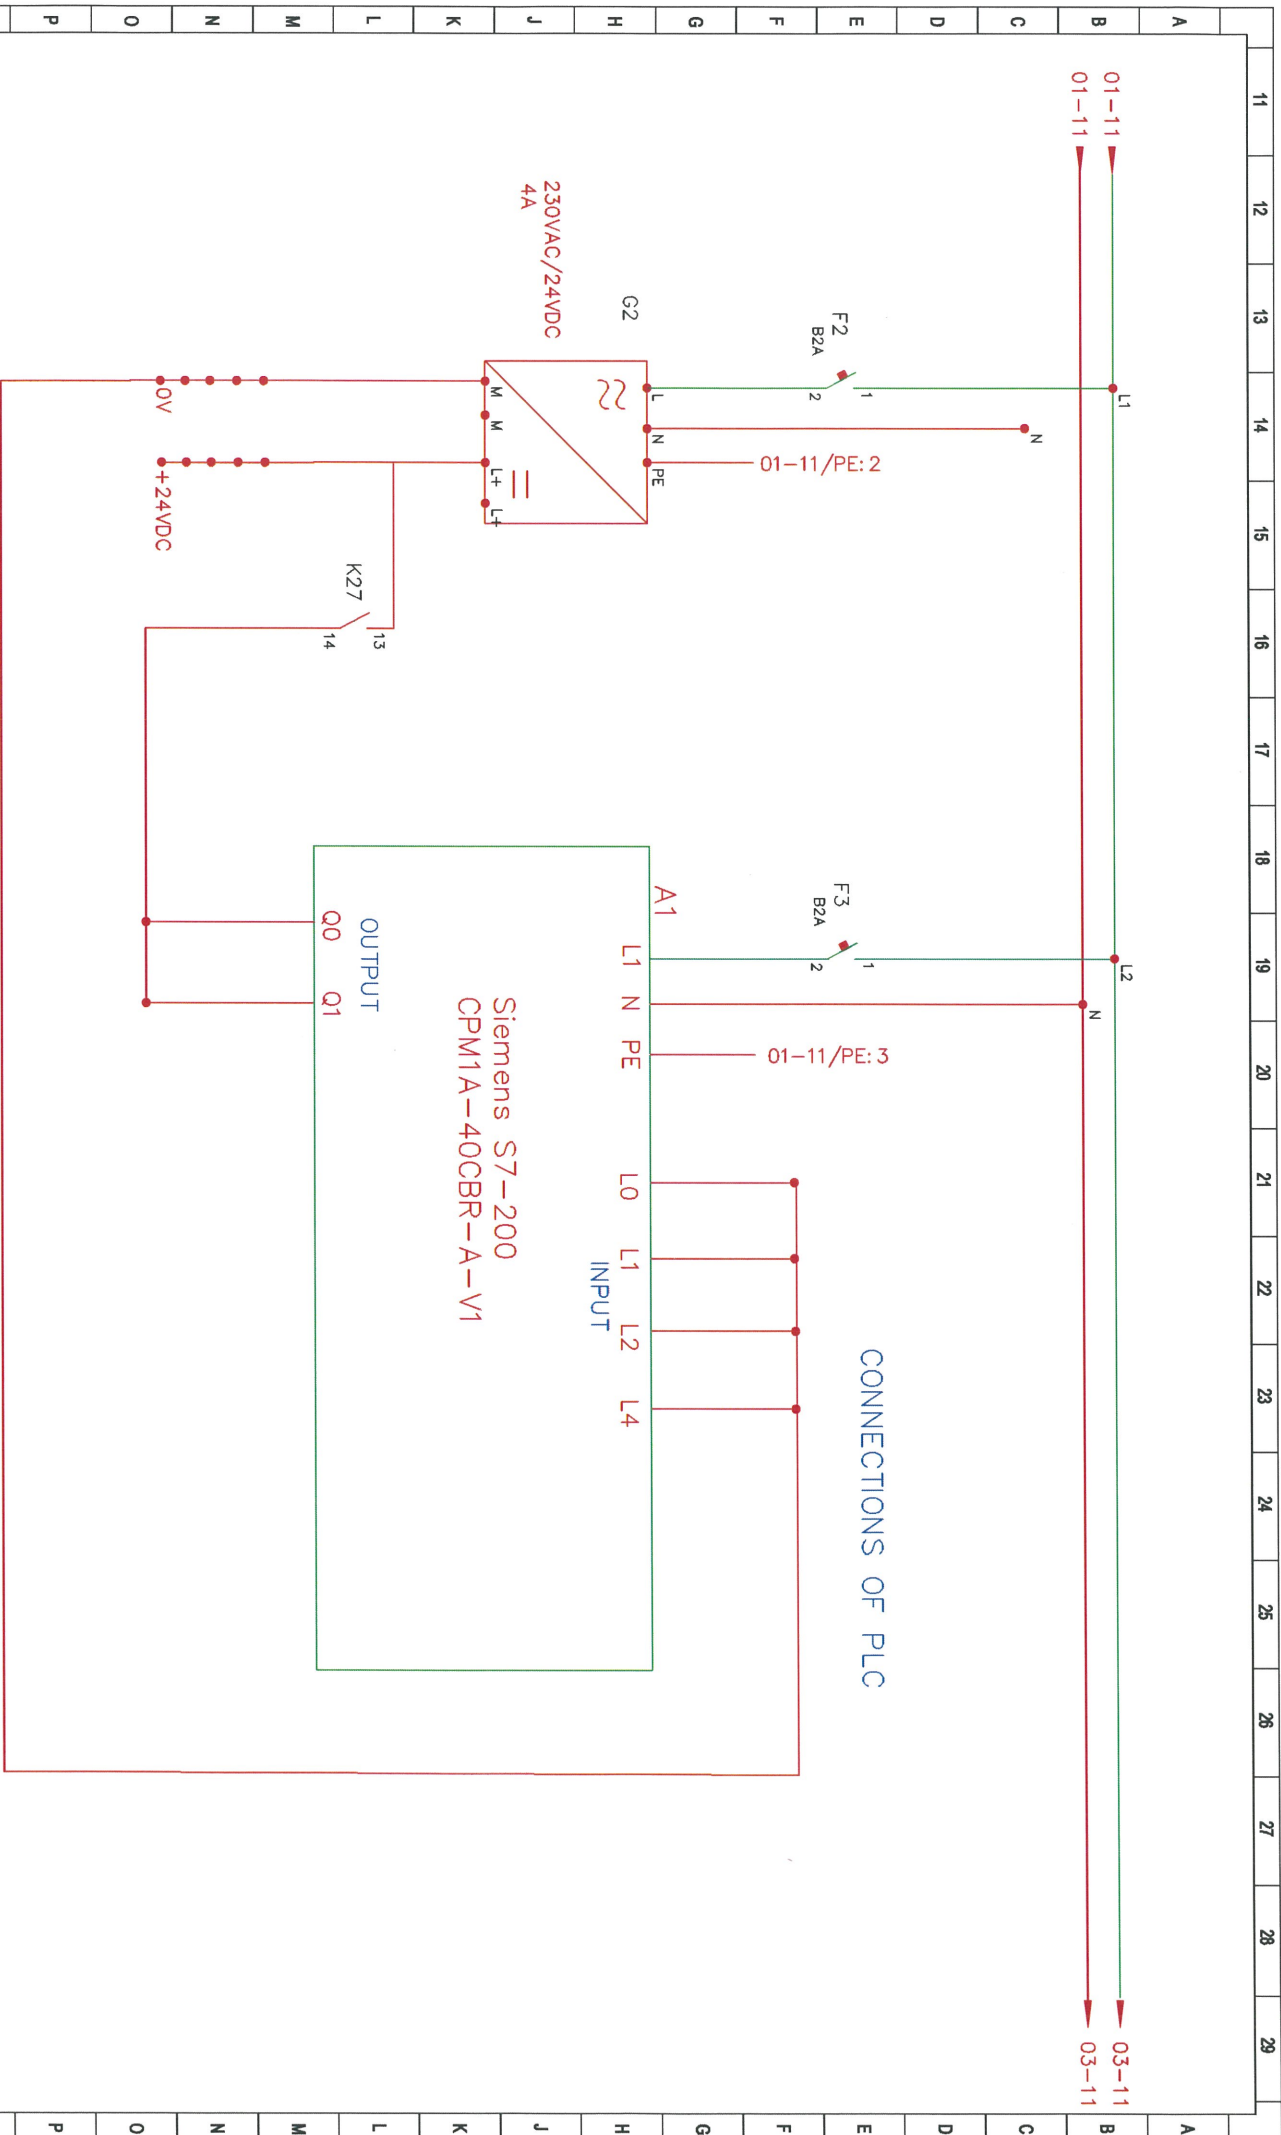 11 12 13 14 15 16 17 18 19 20 21 22 23 24 25 26 27 28 29
A A
B B
C C
D D
E E
F F
G G
H H
J J
K K
L L
M M
N N
O O
P P
01-11 03-11
01-11 03-11
L1
L2
N
N
F2
B2A
1
2
F3
B2A
1
2
CONNECTIONS OF PLC
01-11/PE:2
01-11/PE:3
G2
L N PE
230VAC/24VDC
4A
M M L+ L+
A1
L1 N PE L0 L1 L2 L4
INPUT
Siemens S7-200
CPM1A-40CBR-A-V1
OUTPUT
Q0 Q1
K27
13
14
0V
+24VDC